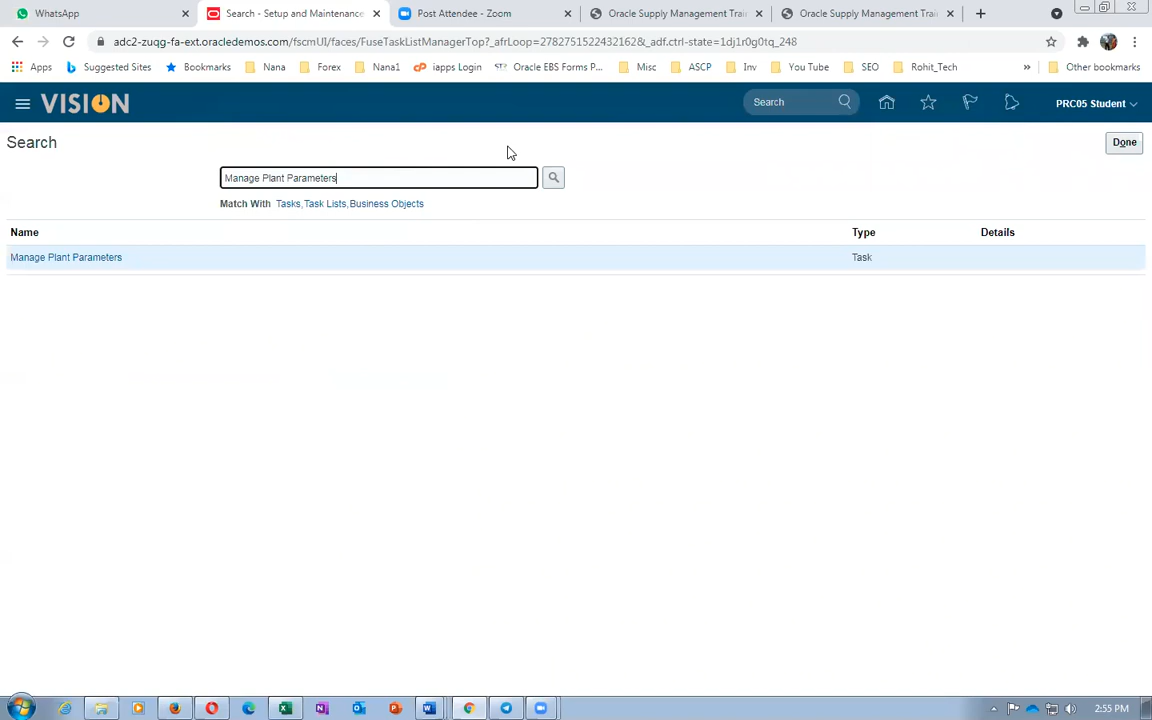 WhatsApp
Search - Setup and Maintenance
Post Attendee - Zoom
Oracle Supply Management Trai
Oracle Supply Management Trai
adc2-zuqg-fa-ext.oracledemos.com/fscmUI/faces/FuseTaskListManagerTop?_afrLoop=2782751522432162&_adf.ctrl-state=1dj1r0g0tq_248
Apps Suggested Sites Bookmarks Nana Forex Nana1 iapps Login Oracle EBS Forms P... Misc ASCP Inv You Tube SEO Rohit_Tech » Other bookmarks
VISION Search PRC05 Student
Search Done
Manage Plant Parameters
Match With Tasks,Task Lists,Business Objects
Name Type Details
Manage Plant Parameters Task
2:55 PM